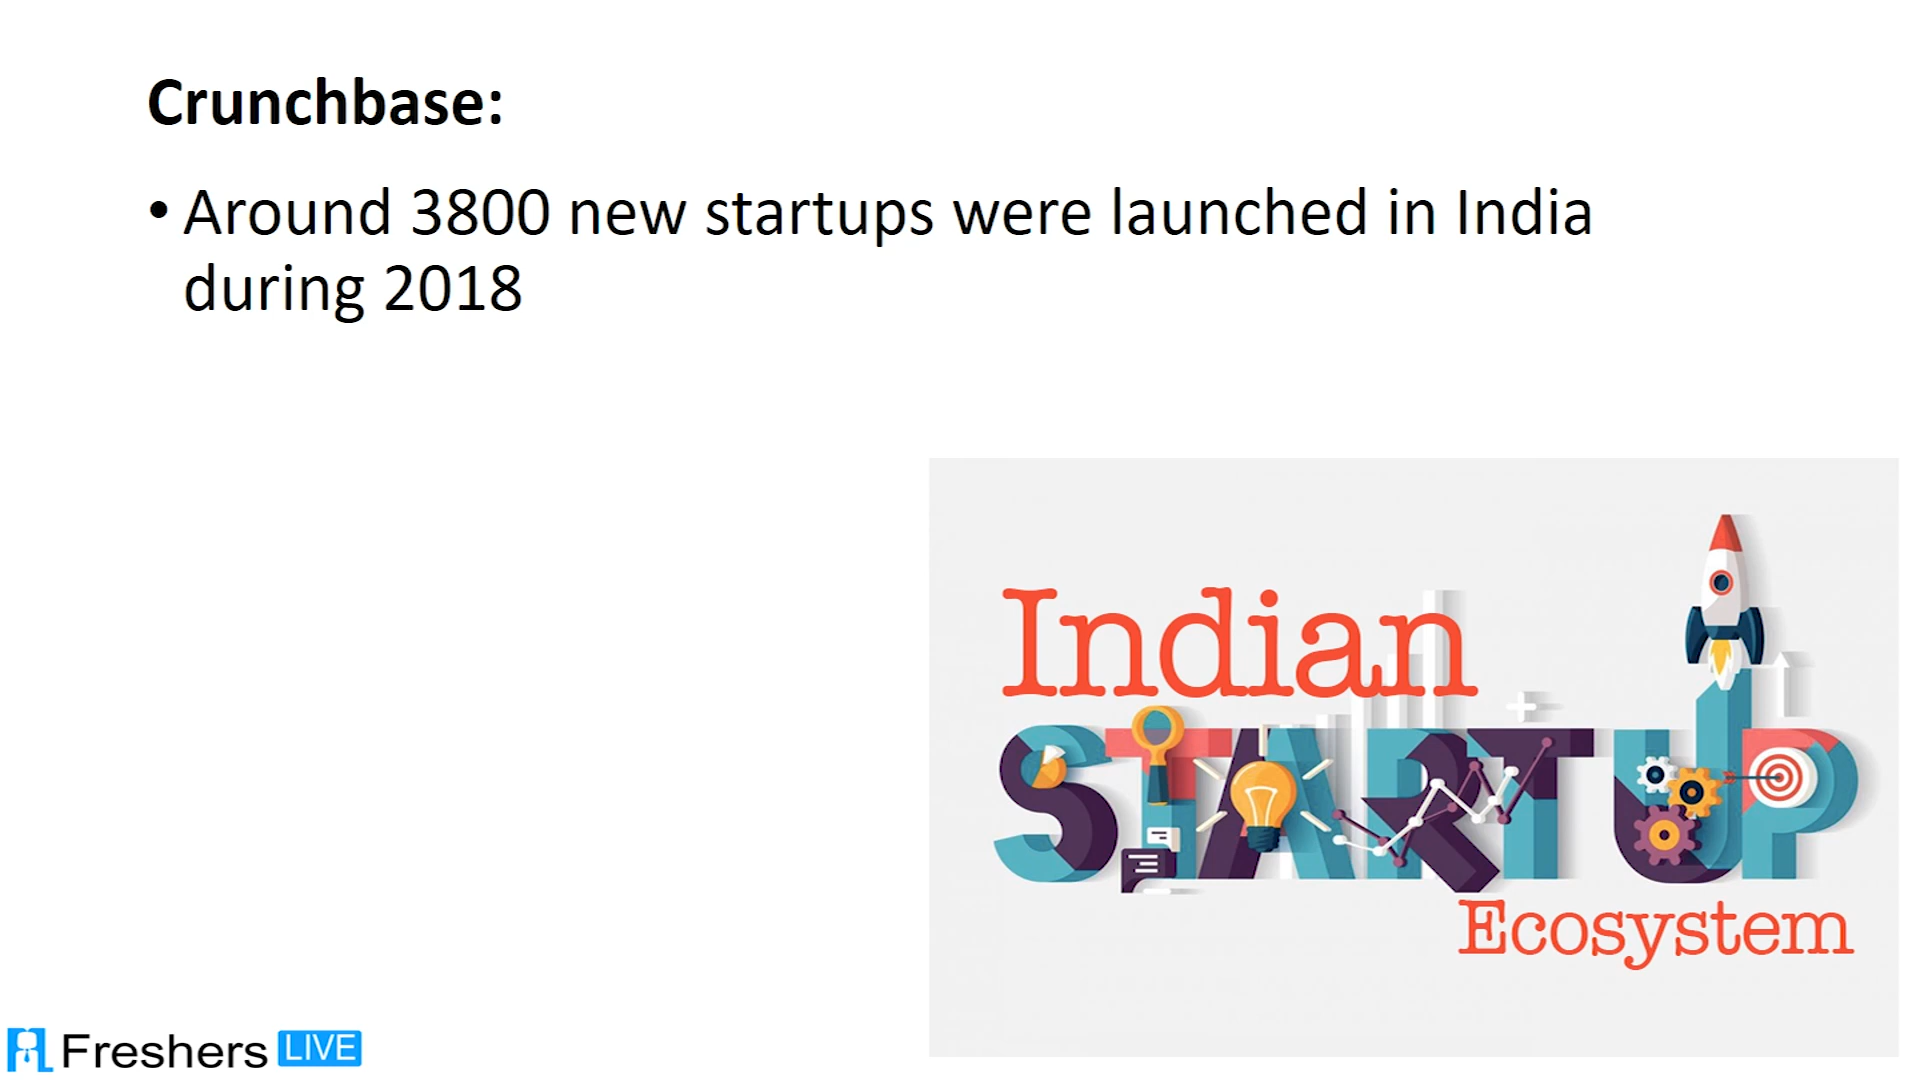 Crunchbase:
• Around 3800 new startups were launched in India
during 2018
Indian
STARTUP
Ecosystem
Freshers LIVE